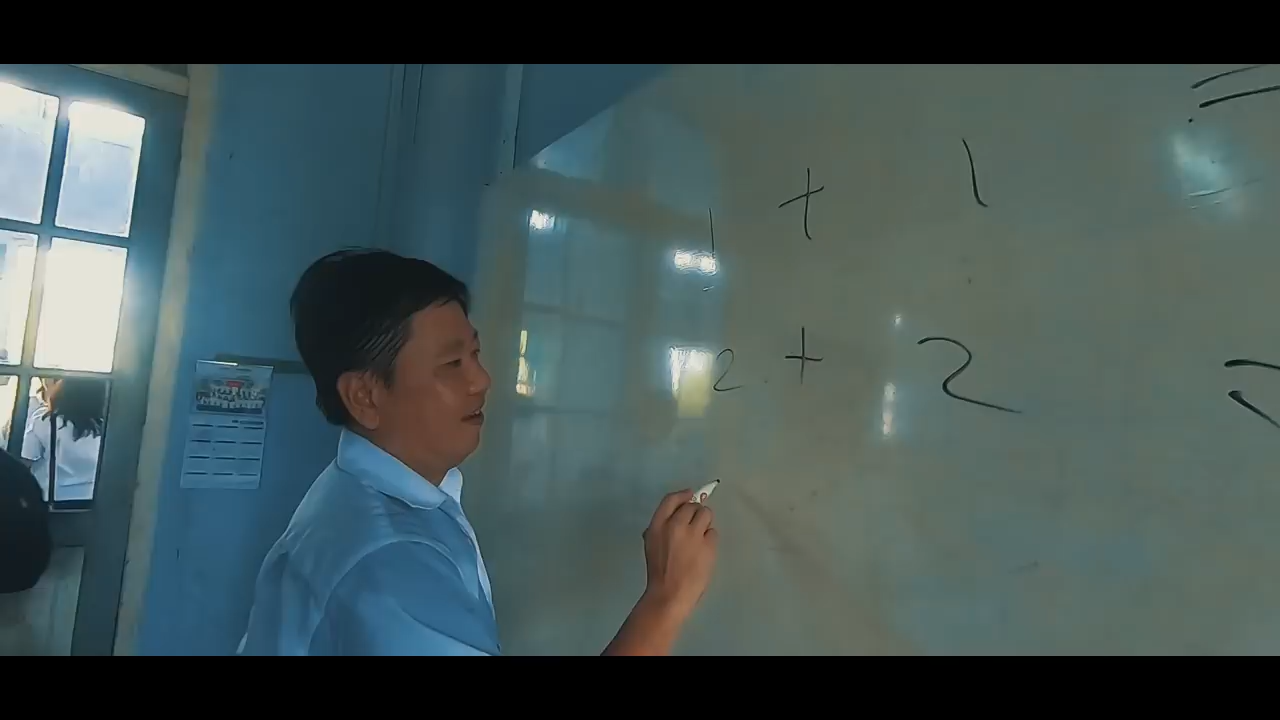 1 + 1 =
2 + 2 =